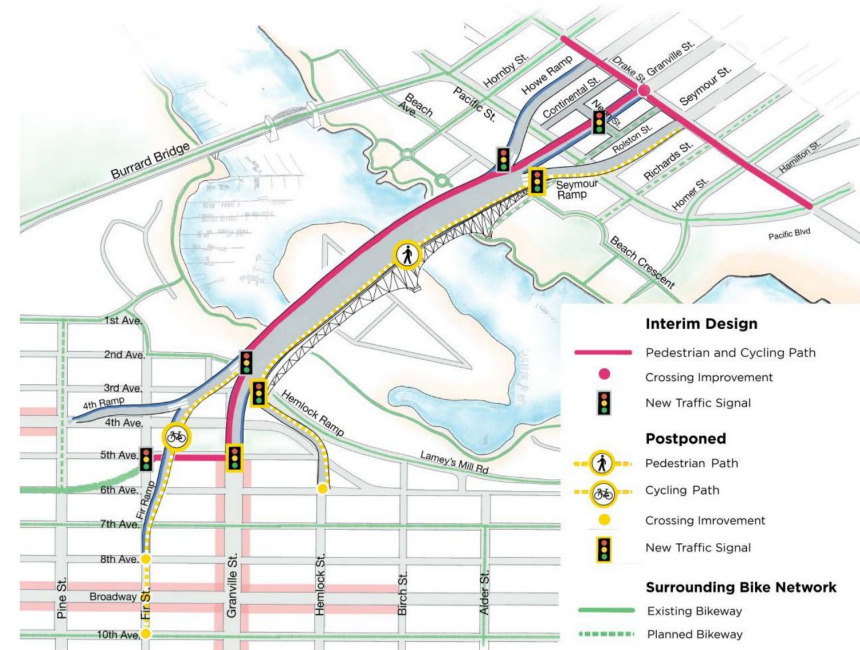 Hornby St.
Howe Ramp
Drake St.
Granville St.
Continental St.
Seymour St.
Beach
Ave.
Pacific St.
Rolston St.
Richards St.
Hamilton St.
Homer St.
Burrard Bridge
Seymour
Ramp
Pacific Blvd
Beach Crescent
1st Ave.
2nd Ave.
3rd Ave.
4th Ramp
4th Ave.
5th Ave.
6th Ave.
7th Ave.
8th Ave.
Broadway
10th Ave.
Hemlock Ramp
Lamey's Mill Rd
Fir Ramp
Pine St.
Fir St.
Granville St.
Hemlock St.
Birch St.
Alder St.
Interim Design
Pedestrian and Cycling Path
Crossing Improvement
New Traffic Signal
Postponed
Pedestrian Path
Cycling Path
Crossing Imrovement
New Traffic Signal
Surrounding Bike Network
Existing Bikeway
Planned Bikeway